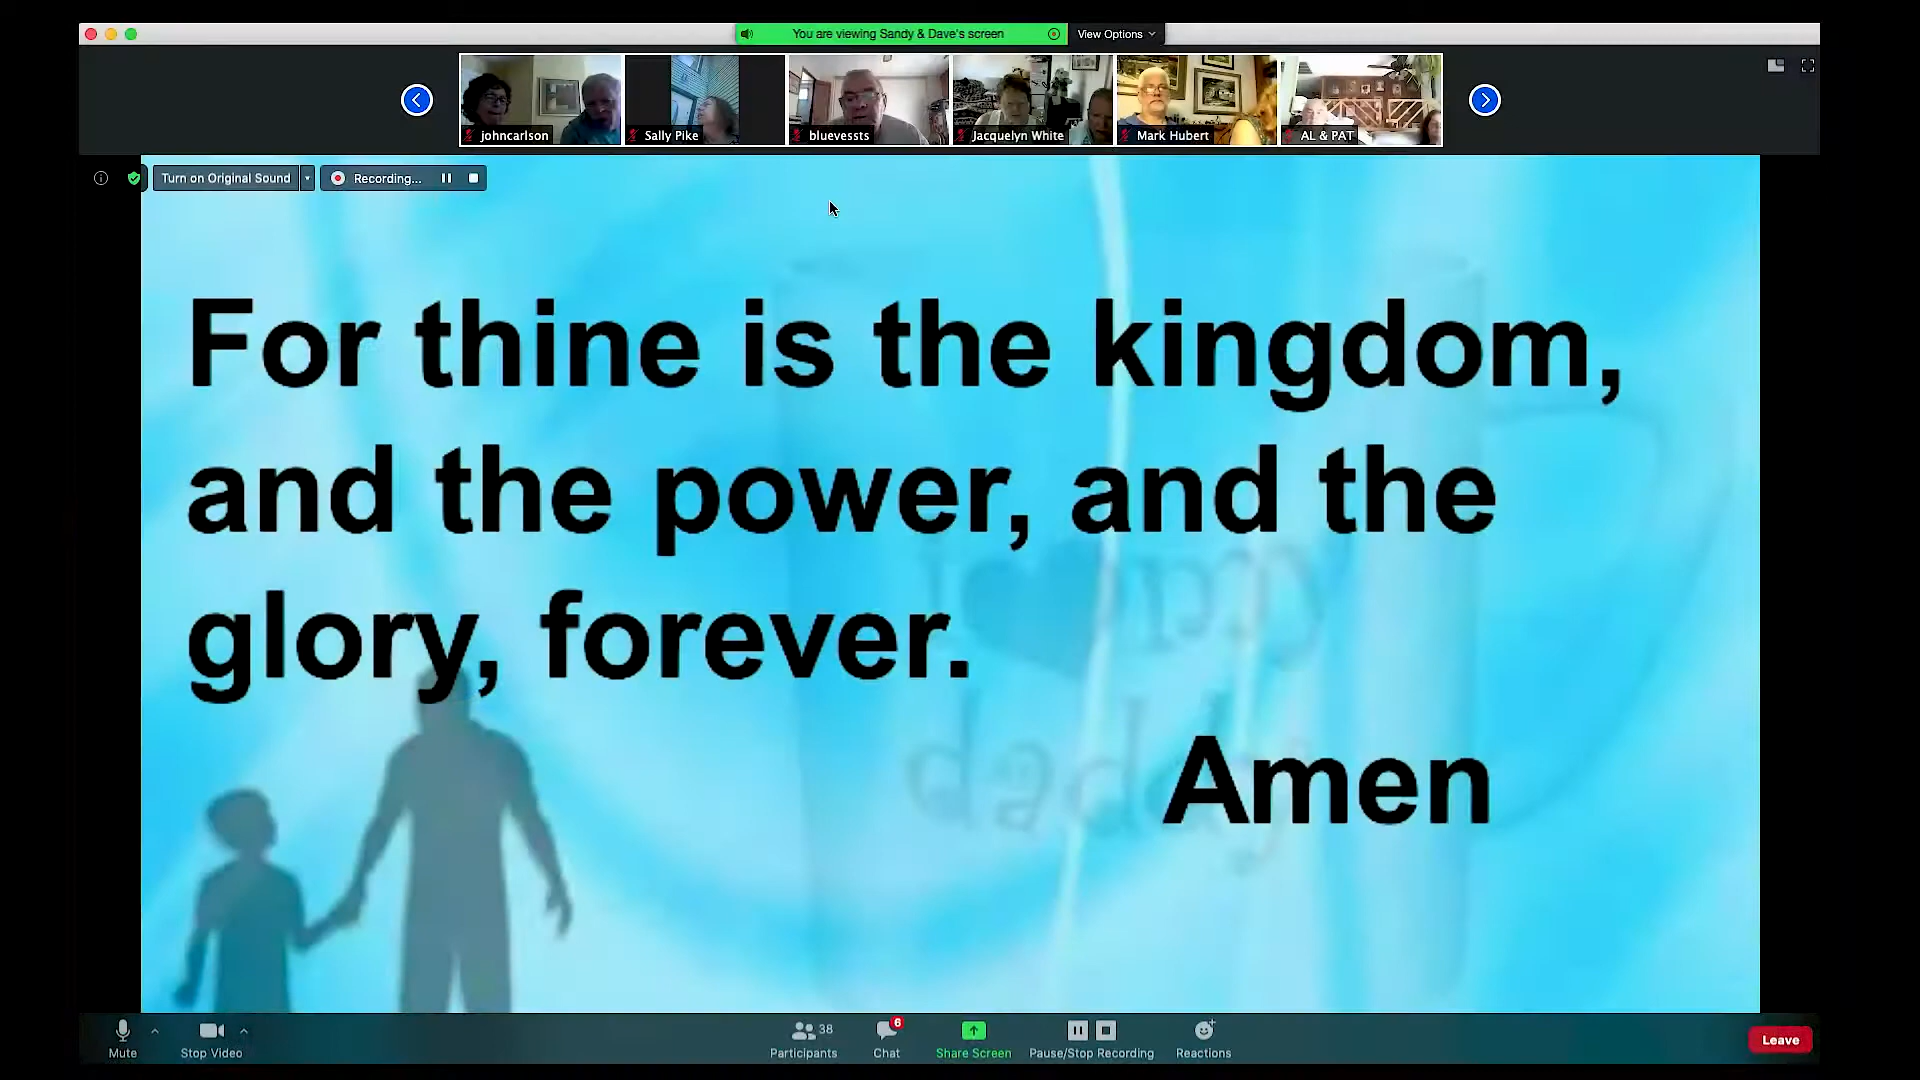 You are viewing Sandy & Dave's screen
View Options
johncarlson
Sally Pike
bluevessts
Jacquelyn White
Mark Hubert
AL & PAT
Turn on Original Sound
Recording...
For thine is the kingdom,
and the power, and the
glory, forever.
Amen
I my
daddy
Mute
Stop Video
38
Participants
6
Chat
Share Screen
Pause/Stop Recording
Reactions
Leave